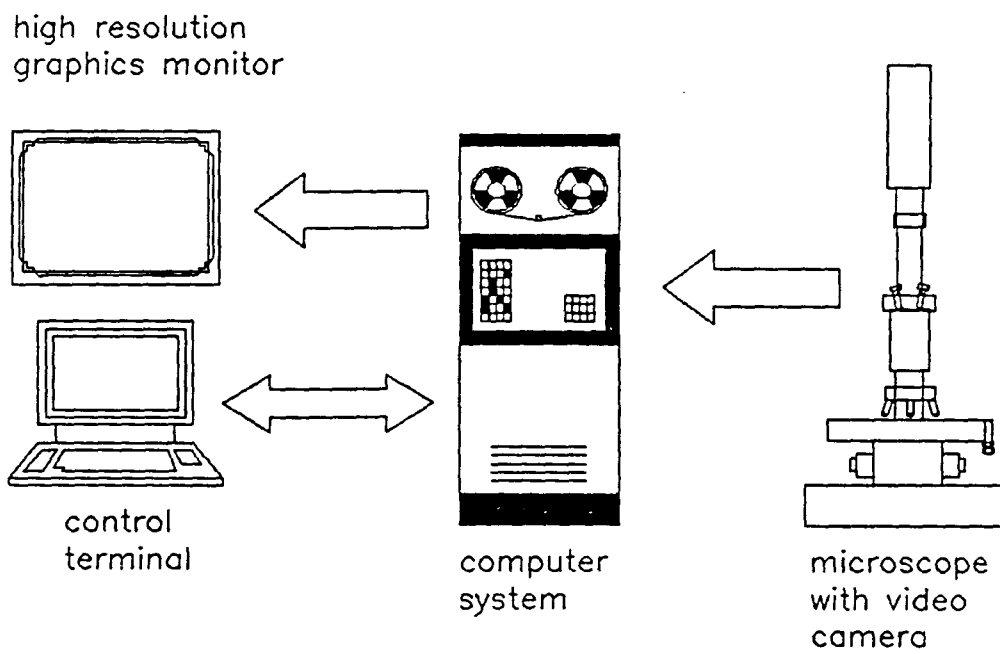 high resolution
graphics monitor
control
terminal
computer
system
microscope
with video
camera